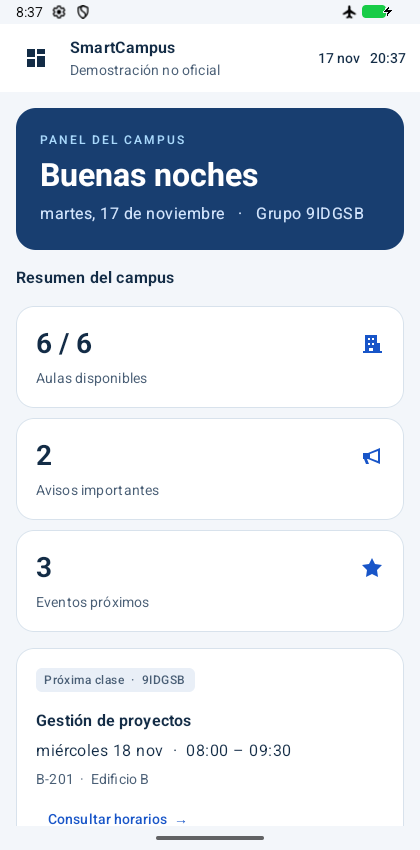 8:37
SmartCampus
Demostración no oficial
17 nov 20:37
PANEL DEL CAMPUS
Buenas noches
martes, 17 de noviembre · Grupo 9IDGSB
Resumen del campus
6 / 6
Aulas disponibles
2
Avisos importantes
3
Eventos próximos
Próxima clase · 9IDGSB
Gestión de proyectos
miércoles 18 nov · 08:00 – 09:30
B-201 · Edificio B
Consultar horarios →